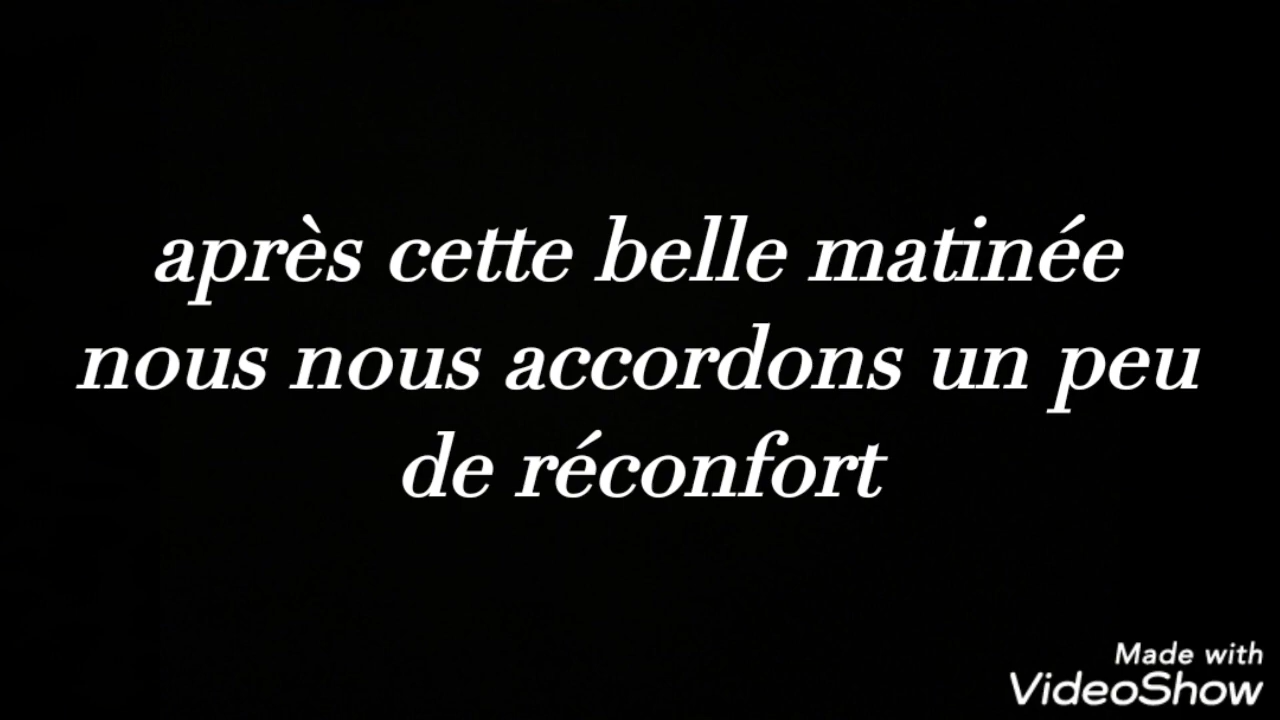 après cette belle matinée
nous nous accordons un peu
de réconfort
Made with
VideoShow